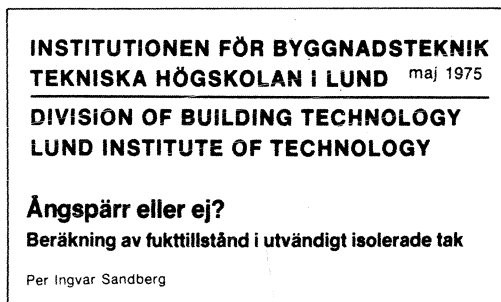 INSTITUTIONEN FÖR BYGGNADSTEKNIK
TEKNISKA HÖGSKOLAN I LUND maj 1975
DIVISION OF BUILDING TECHNOLOGY
LUND INSTITUTE OF TECHNOLOGY
Ångspärr eller ej?
Beräkning av fukttillstånd i utvändigt isolerade tak
Per Ingvar Sandberg